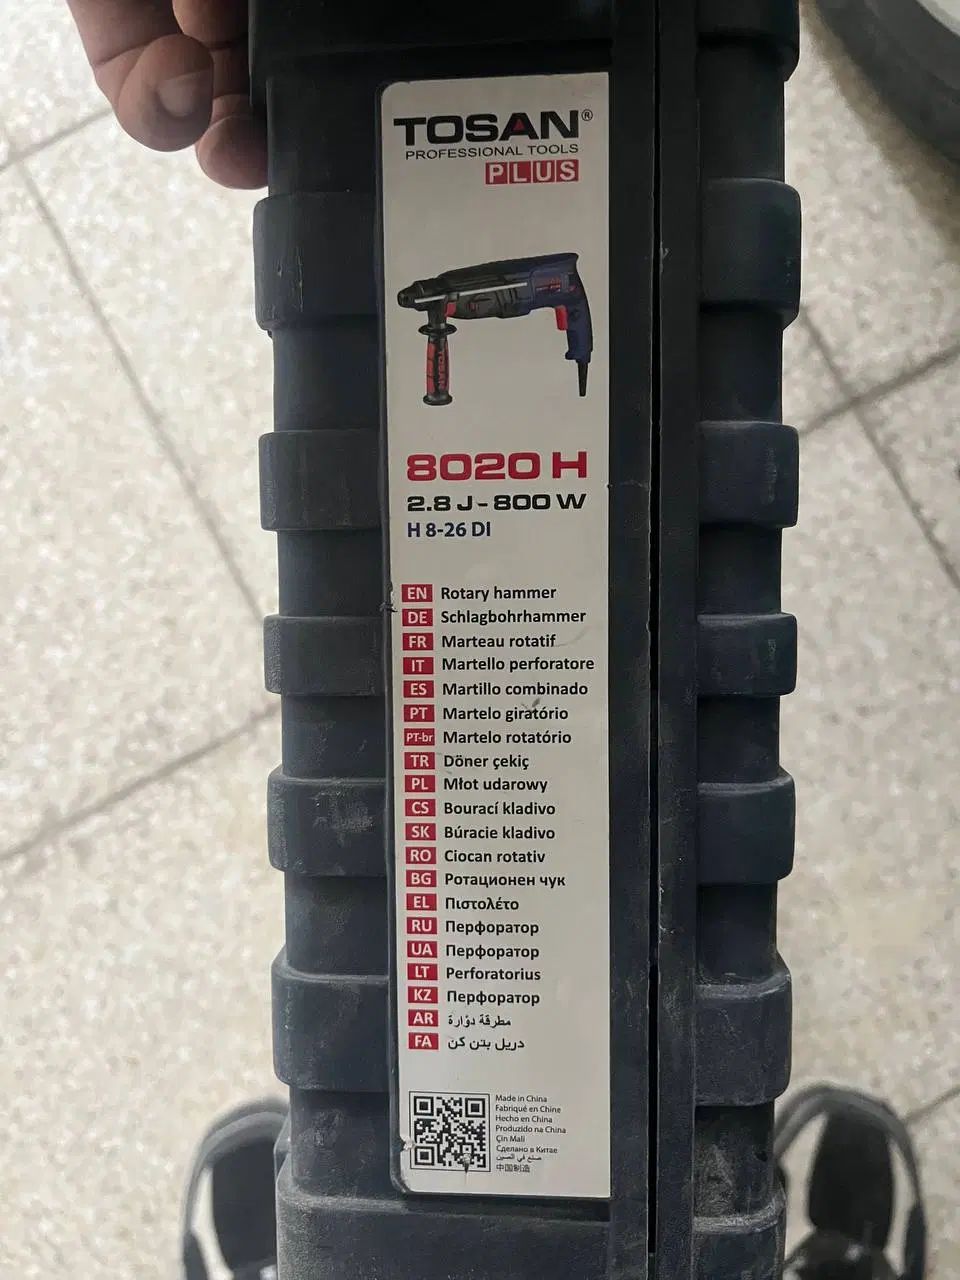 TOSAN®
PROFESSIONAL TOOLS
PLUS
TOSAN
8020 H
2.8 J - 800 W
H 8-26 DI
EN Rotary hammer
DE Schlagbohrhammer
FR Marteau rotatif
IT Martello perforatore
ES Martillo combinado
PT Martelo giratório
PT-br Martelo rotatório
TR Döner çekiç
PL Młot udarowy
CS Bourací kladivo
SK Búracie kladivo
RO Ciocan rotativ
BG Ротационен чук
EL Πιστολέτο
RU Перфоратор
UA Перфоратор
LT Perforatorius
KZ Перфоратор
AR مطرقة دؤارة
FA دریل بتن کن
Made in China
Fabriqué en Chine
Hecho en China
Produzido na China
Çin Mali
Сделано в Китае
صنع في الصين
中国制造